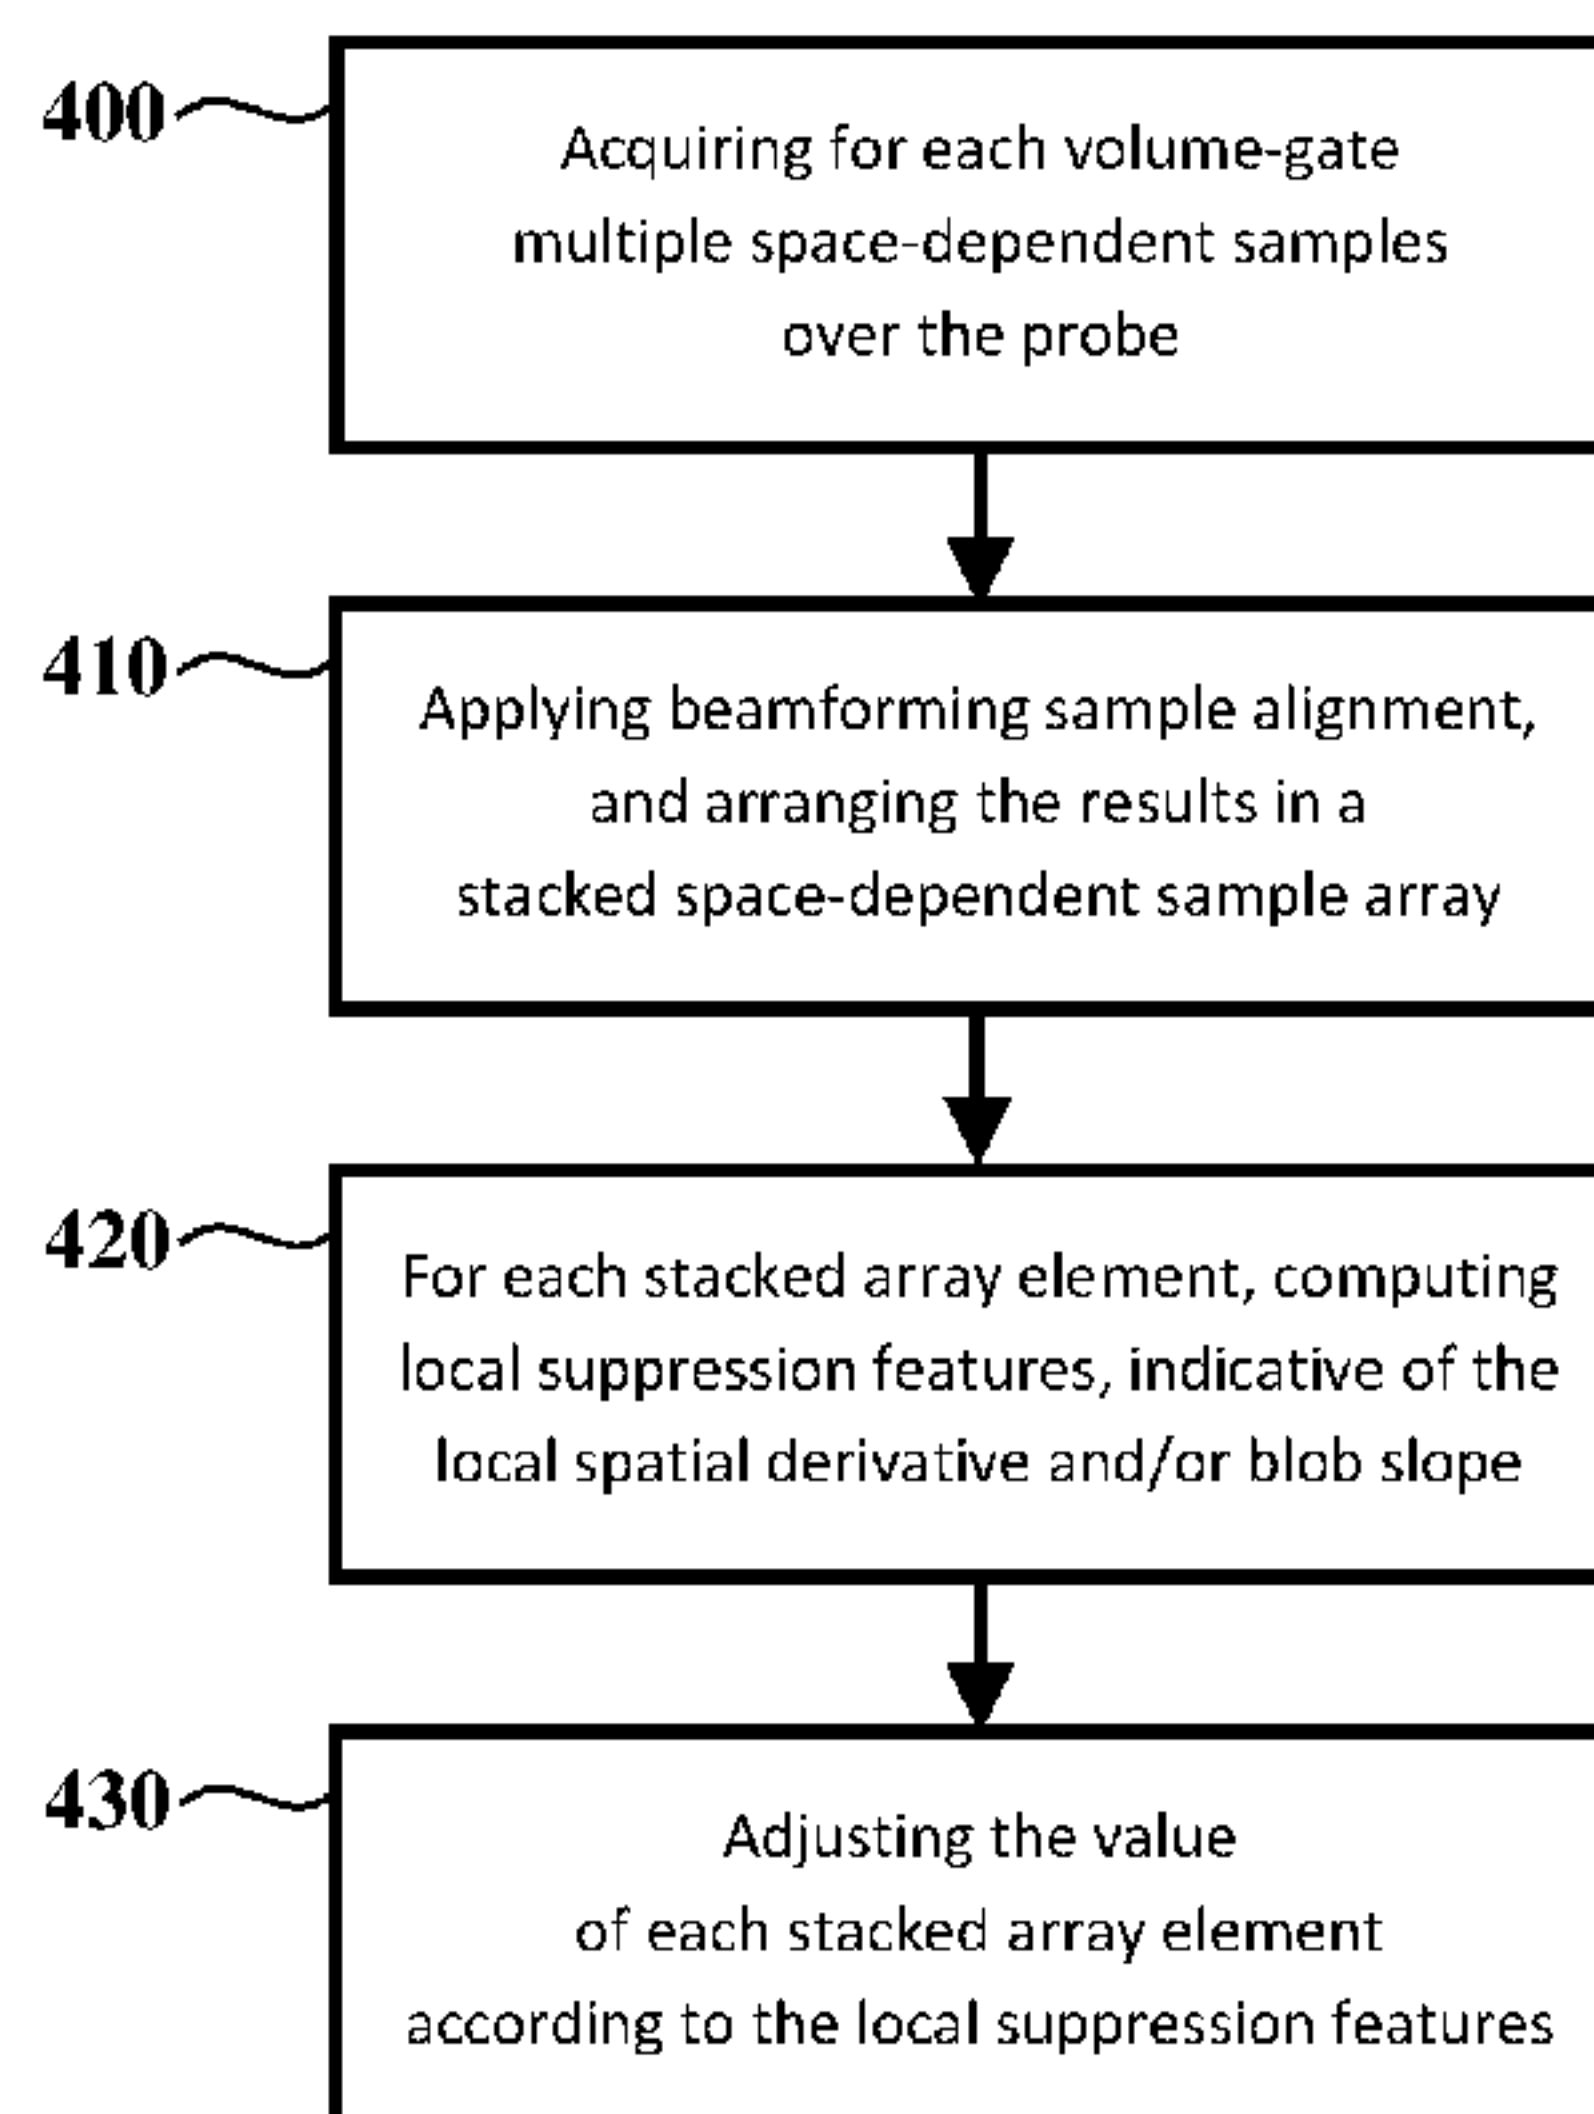 400
Acquiring for each volume-gate
multiple space-dependent samples
over the probe
410
Applying beamforming sample alignment,
and arranging the results in a
stacked space-dependent sample array
420
For each stacked array element, computing
local suppression features, indicative of the
local spatial derivative and/or blob slope
430
Adjusting the value
of each stacked array element
according to the local suppression features